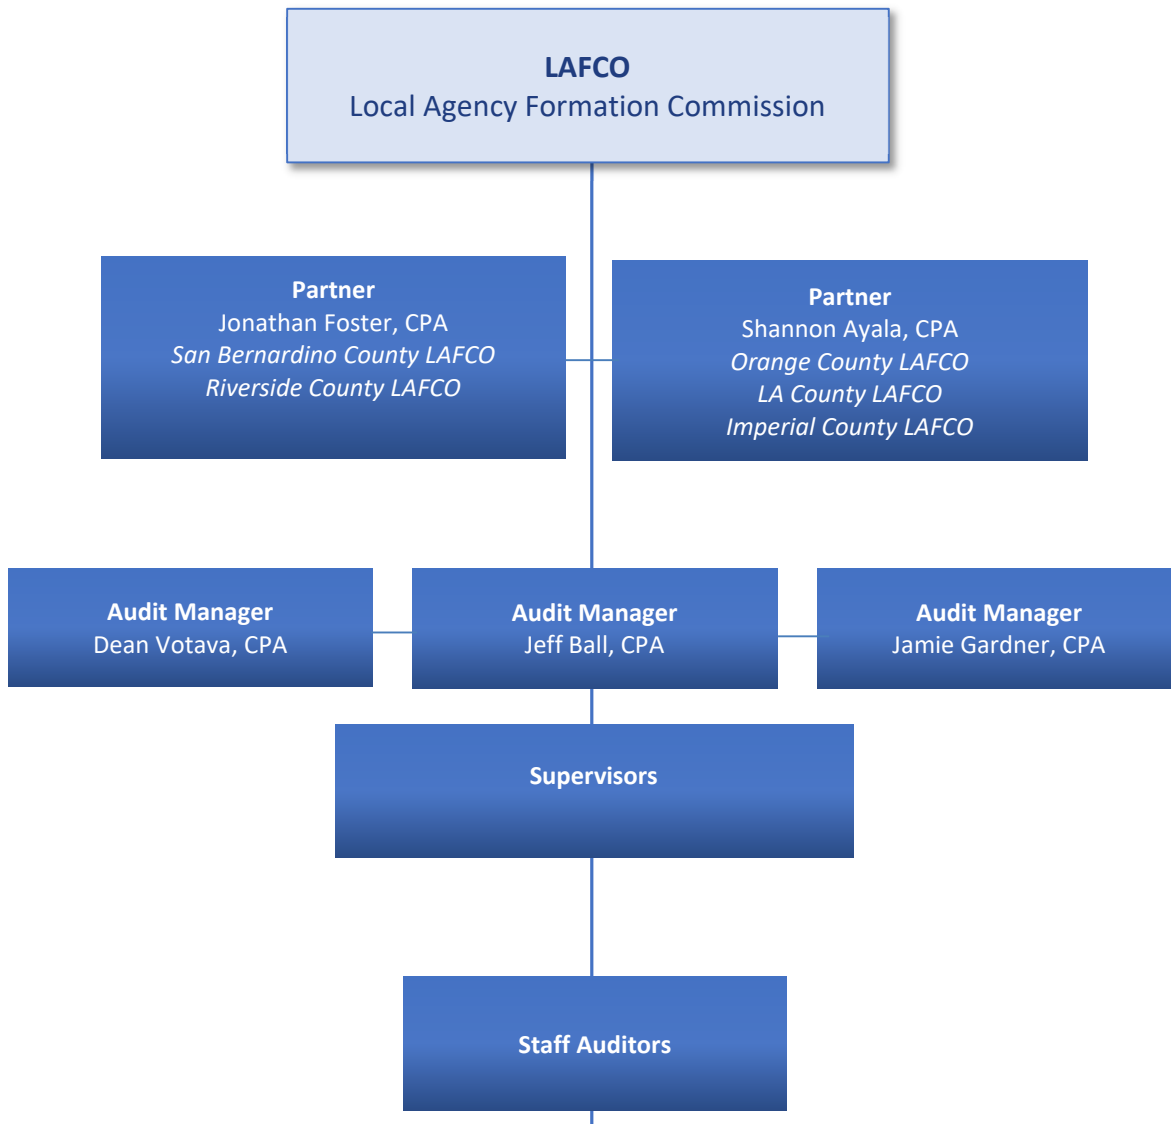 LAFCO
Local Agency Formation Commission
Partner
Jonathan Foster, CPA
San Bernardino County LAFCO
Riverside County LAFCO
Partner
Shannon Ayala, CPA
Orange County LAFCO
LA County LAFCO
Imperial County LAFCO
Audit Manager
Dean Votava, CPA
Audit Manager
Jeff Ball, CPA
Audit Manager
Jamie Gardner, CPA
Supervisors
Staff Auditors